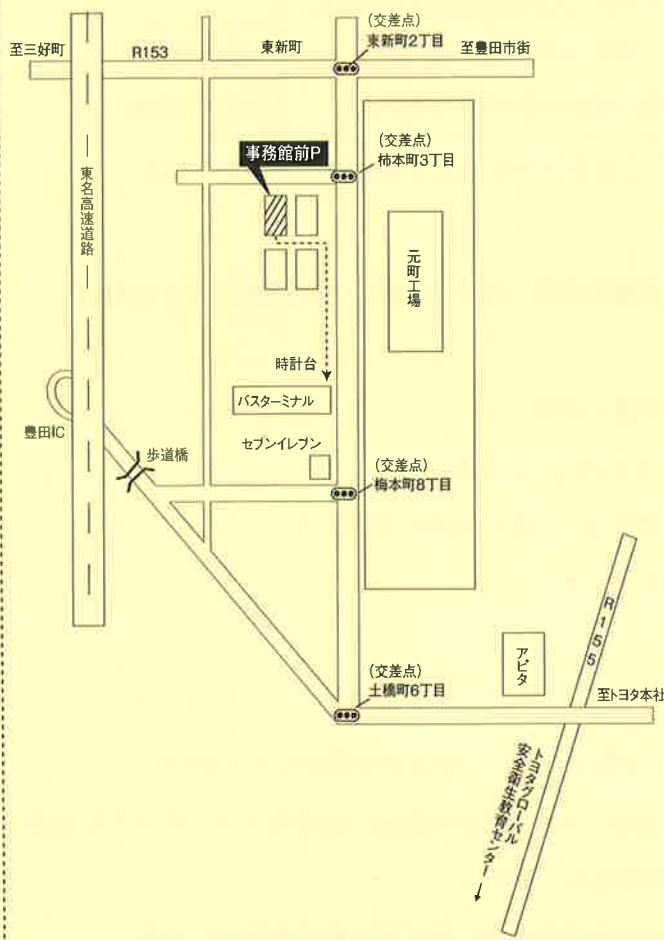 (交差点)
東新町2丁目
至三好町
R153
東新町
至豊田市街
(交差点)
柿本町3丁目
事務館前P
東名高速道路
元町工場
時計台
バスターミナル
豊田IC
歩道橋
セブンイレブン
(交差点)
梅本町8丁目
R155
アピタ
(交差点)
土橋町6丁目
至トヨタ本社
トヨタグローバル
安全衛生教育センター